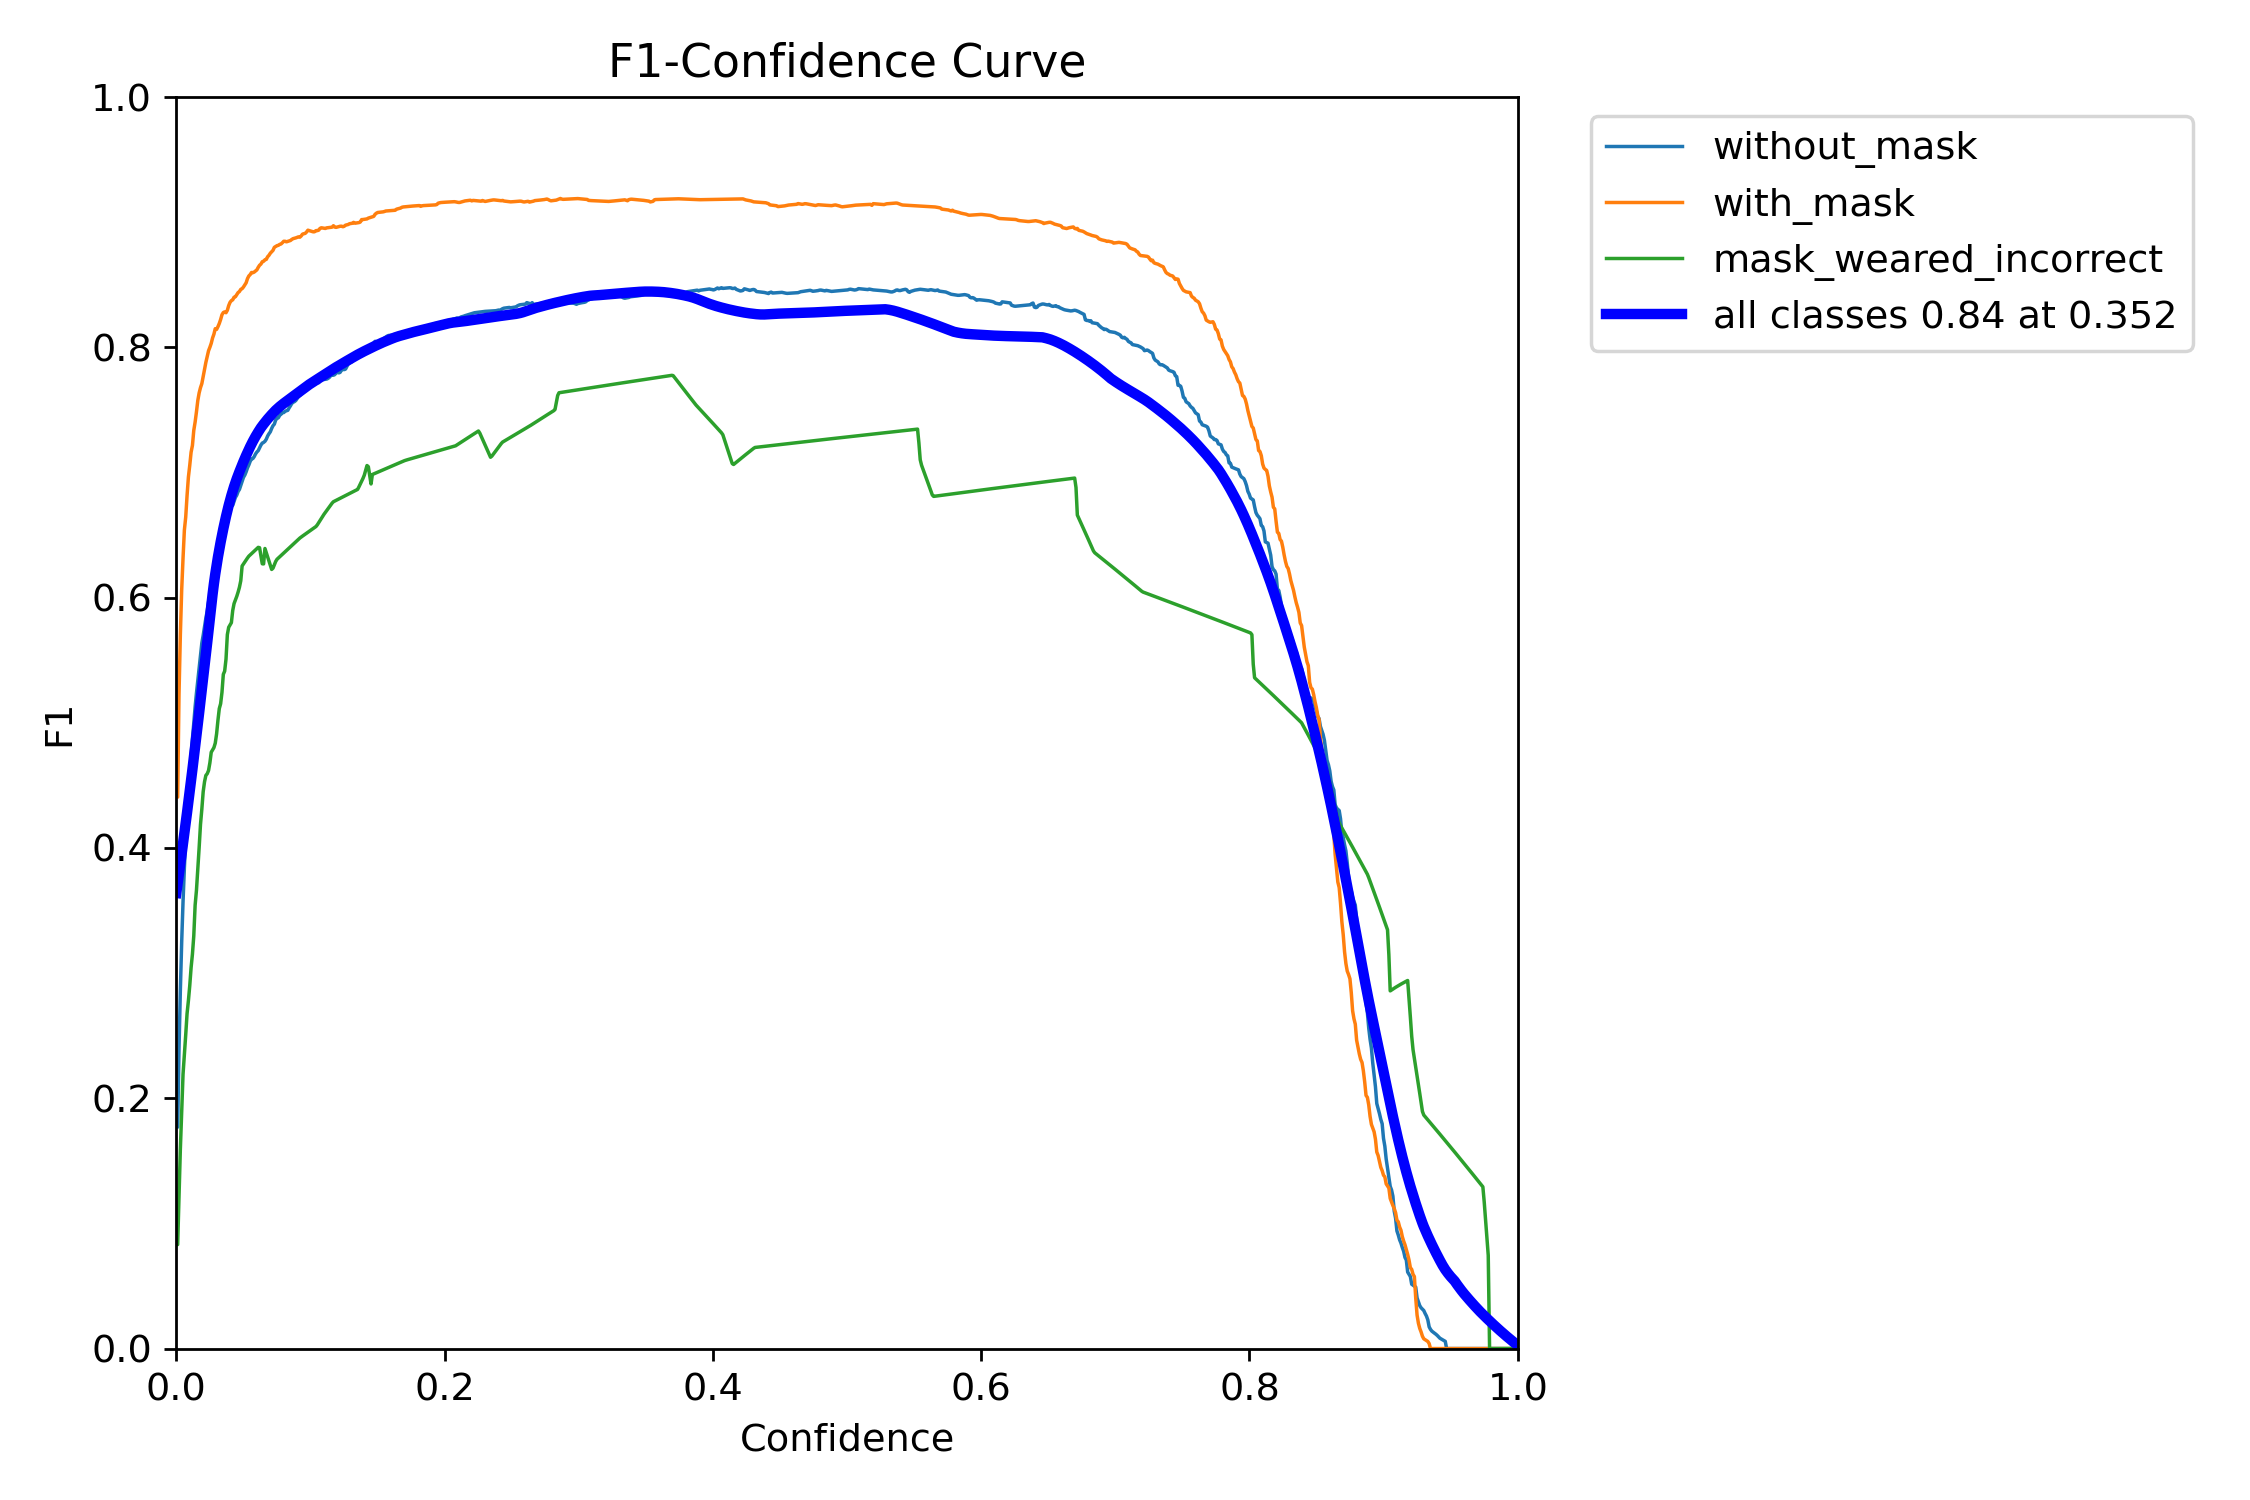 F1-Confidence Curve
1.0
0.8
0.6
0.4
0.2
0.0
F1
0.0 0.2 0.4 0.6 0.8 1.0
Confidence
without_mask
with_mask
mask_weared_incorrect
all classes 0.84 at 0.352